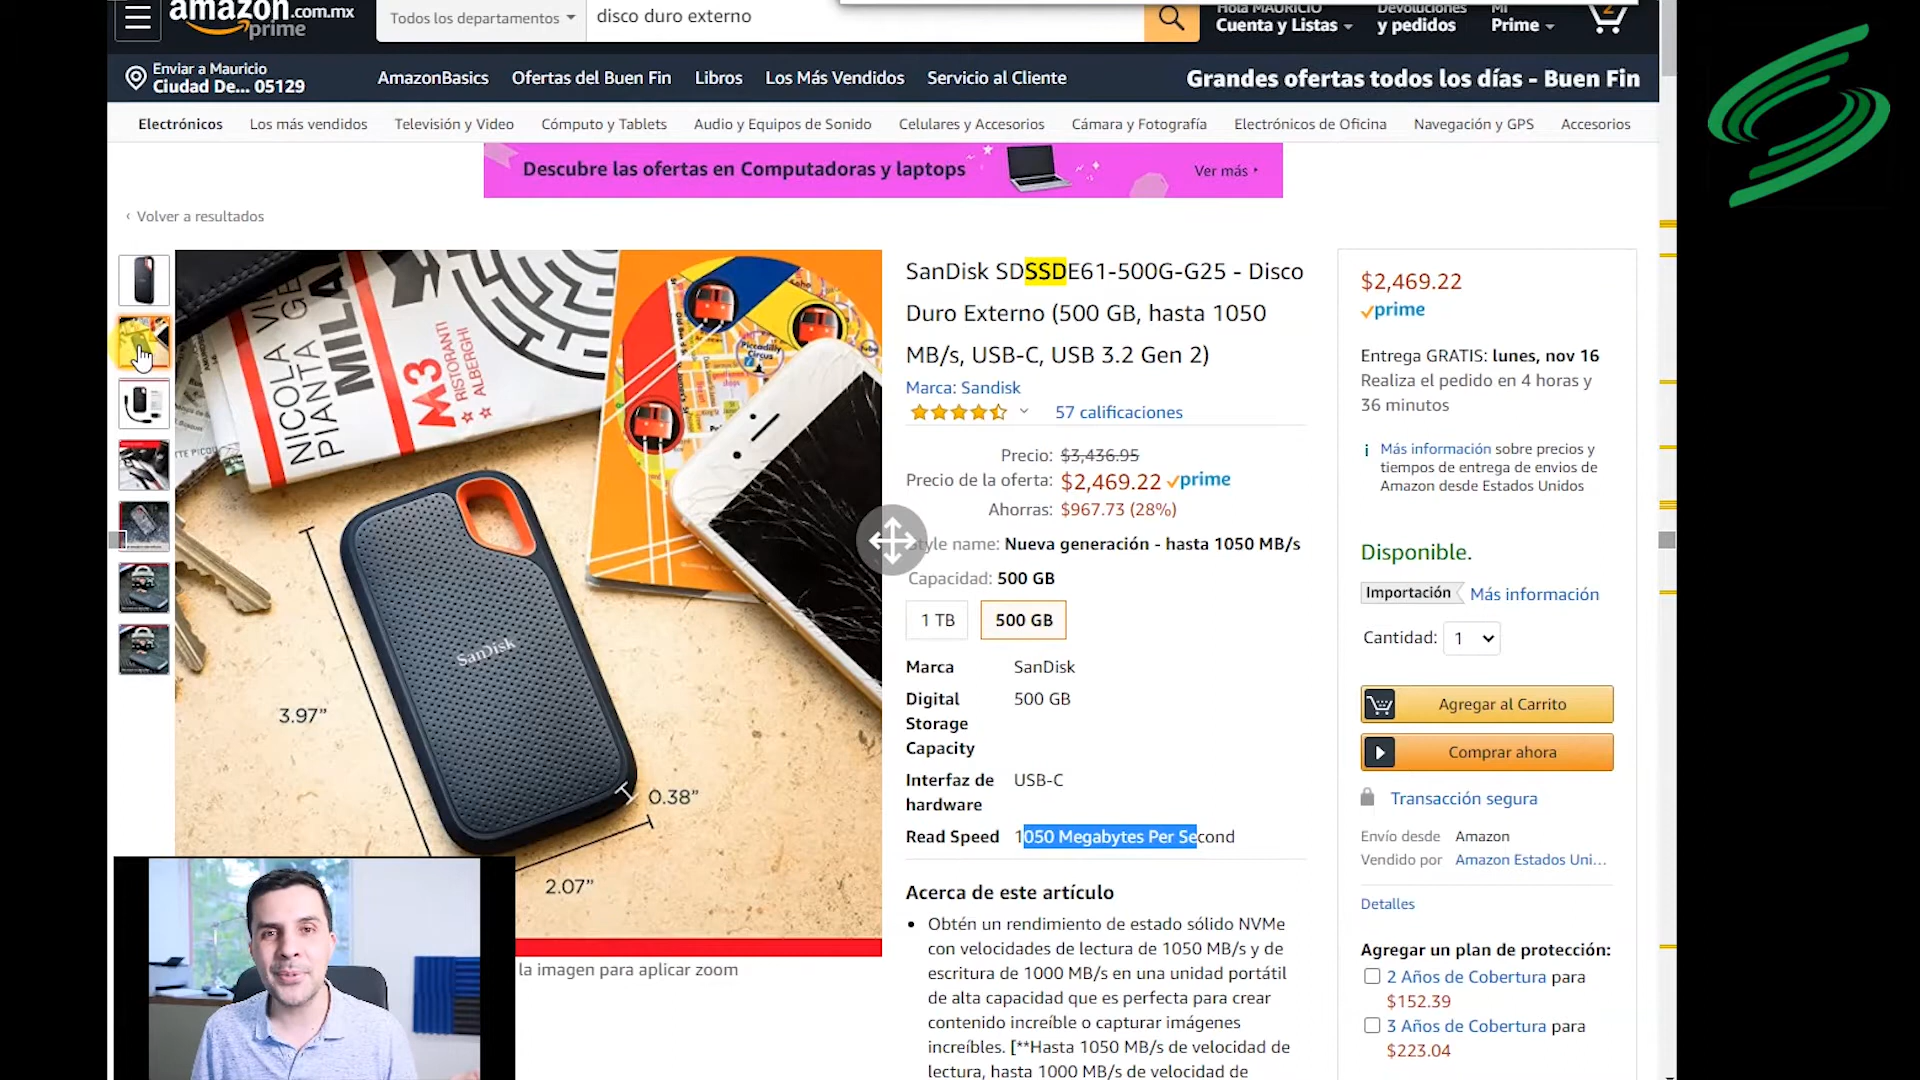 amazon.com.mx
prime
Todos los departamentos
disco duro externo
Hola MAURICIO
Cuenta y Listas
Devoluciones
y pedidos
Mi
Prime
2
Enviar a Mauricio
Ciudad De... 05129
AmazonBasics
Ofertas del Buen Fin
Libros
Los Más Vendidos
Servicio al Cliente
Grandes ofertas todos los días - Buen Fin
Electrónicos
Los más vendidos
Televisión y Video
Cómputo y Tablets
Audio y Equipos de Sonido
Celulares y Accesorios
Cámara y Fotografía
Electrónicos de Oficina
Navegación y GPS
Accesorios
Descubre las ofertas en Computadoras y laptops
Ver más ›
‹ Volver a resultados
NICOLA VI
PIANTA GE
MILA
M3
RISTORANTI
ALBERGHI
Piccadilly
Circus
SanDisk
3.97”
0.38”
2.07”
la imagen para aplicar zoom
SanDisk SDSSDE61-500G-G25 - Disco
Duro Externo (500 GB, hasta 1050
MB/s, USB-C, USB 3.2 Gen 2)
Marca: Sandisk
57 calificaciones
Precio: $3,436.95
Precio de la oferta: $2,469.22 prime
Ahorras: $967.73 (28%)
tyle name: Nueva generación - hasta 1050 MB/s
Capacidad: 500 GB
1 TB
500 GB
Marca SanDisk
Digital 500 GB
Storage
Capacity
Interfaz de USB-C
hardware
Read Speed 1050 Megabytes Per Second
Acerca de este artículo
• Obtén un rendimiento de estado sólido NVMe
con velocidades de lectura de 1050 MB/s y de
escritura de 1000 MB/s en una unidad portátil
de alta capacidad que es perfecta para crear
contenido increíble o capturar imágenes
increíbles. [**Hasta 1050 MB/s de velocidad de
lectura, hasta 1000 MB/s de velocidad de
$2,469.22
prime
Entrega GRATIS: lunes, nov 16
Realiza el pedido en 4 horas y
36 minutos
i Más información sobre precios y
tiempos de entrega de envios de
Amazon desde Estados Unidos
Disponible.
Importación Más información
Cantidad: 1
Agregar al Carrito
Comprar ahora
Transacción segura
Envío desde Amazon
Vendido por Amazon Estados Uni...
Detalles
Agregar un plan de protección:
2 Años de Cobertura para
$152.39
3 Años de Cobertura para
$223.04